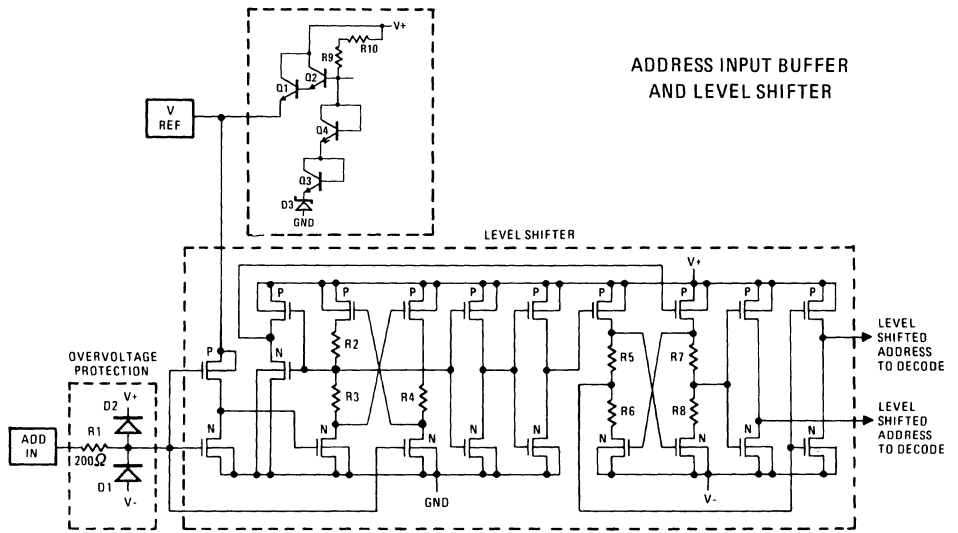 ADDRESS INPUT BUFFER
AND LEVEL SHIFTER
V+
R10
R9
Q2
Q1
V
REF
Q4
Q3
D3
GND
LEVEL SHIFTER
V+
P P P P P P P P P
R2
R5 R7
LEVEL
SHIFTED
ADDRESS
TO DECODE
P N
OVERVOLTAGE
PROTECTION
V+
D2
R3 R4
R6 R8
LEVEL
SHIFTED
ADDRESS
TO DECODE
ADD
IN
R1
200Ω
N N N N N N N N N
D1
V-
GND
V-